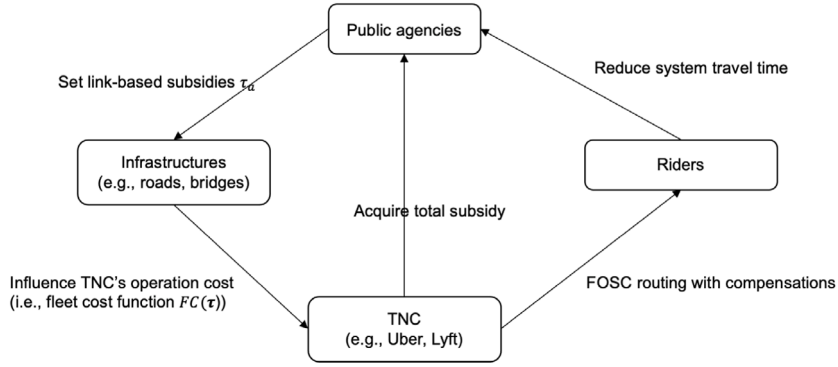 Public agencies
Reduce system travel time
Set link-based subsidies τₐ
Infrastructures
(e.g., roads, bridges)
Riders
Acquire total subsidy
Influence TNC's operation cost
(i.e., fleet cost function FC(τ))
FOSC routing with compensations
TNC
(e.g., Uber, Lyft)